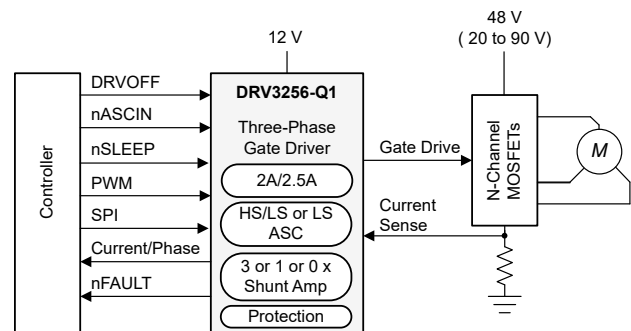 48 V
( 20 to 90 V)
12 V
Controller
DRVOFF
nASCIN
nSLEEP
PWM
SPI
Current/Phase
nFAULT
DRV3256-Q1
Three-Phase
Gate Driver
2A/2.5A
HS/LS or LS
ASC
3 or 1 or 0 x
Shunt Amp
Protection
Gate Drive
Current
Sense
N-Channel
MOSFETs
M